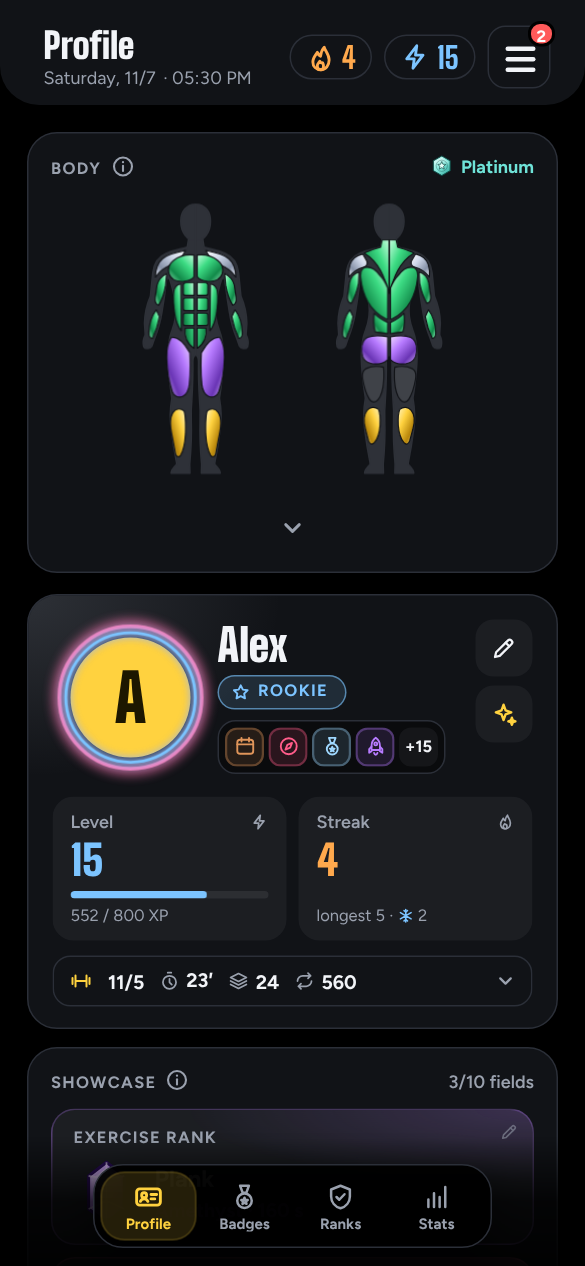 Profile
Saturday, 11/7 · 05:30 PM
4
15
2
BODY
Platinum
Alex
A
ROOKIE
+15
Level
15
552 / 800 XP
Streak
4
longest 5 · 2
11/5 23' 24 560
SHOWCASE
3/10 fields
EXERCISE RANK
Plank
Profile
Badges
Ranks
Stats